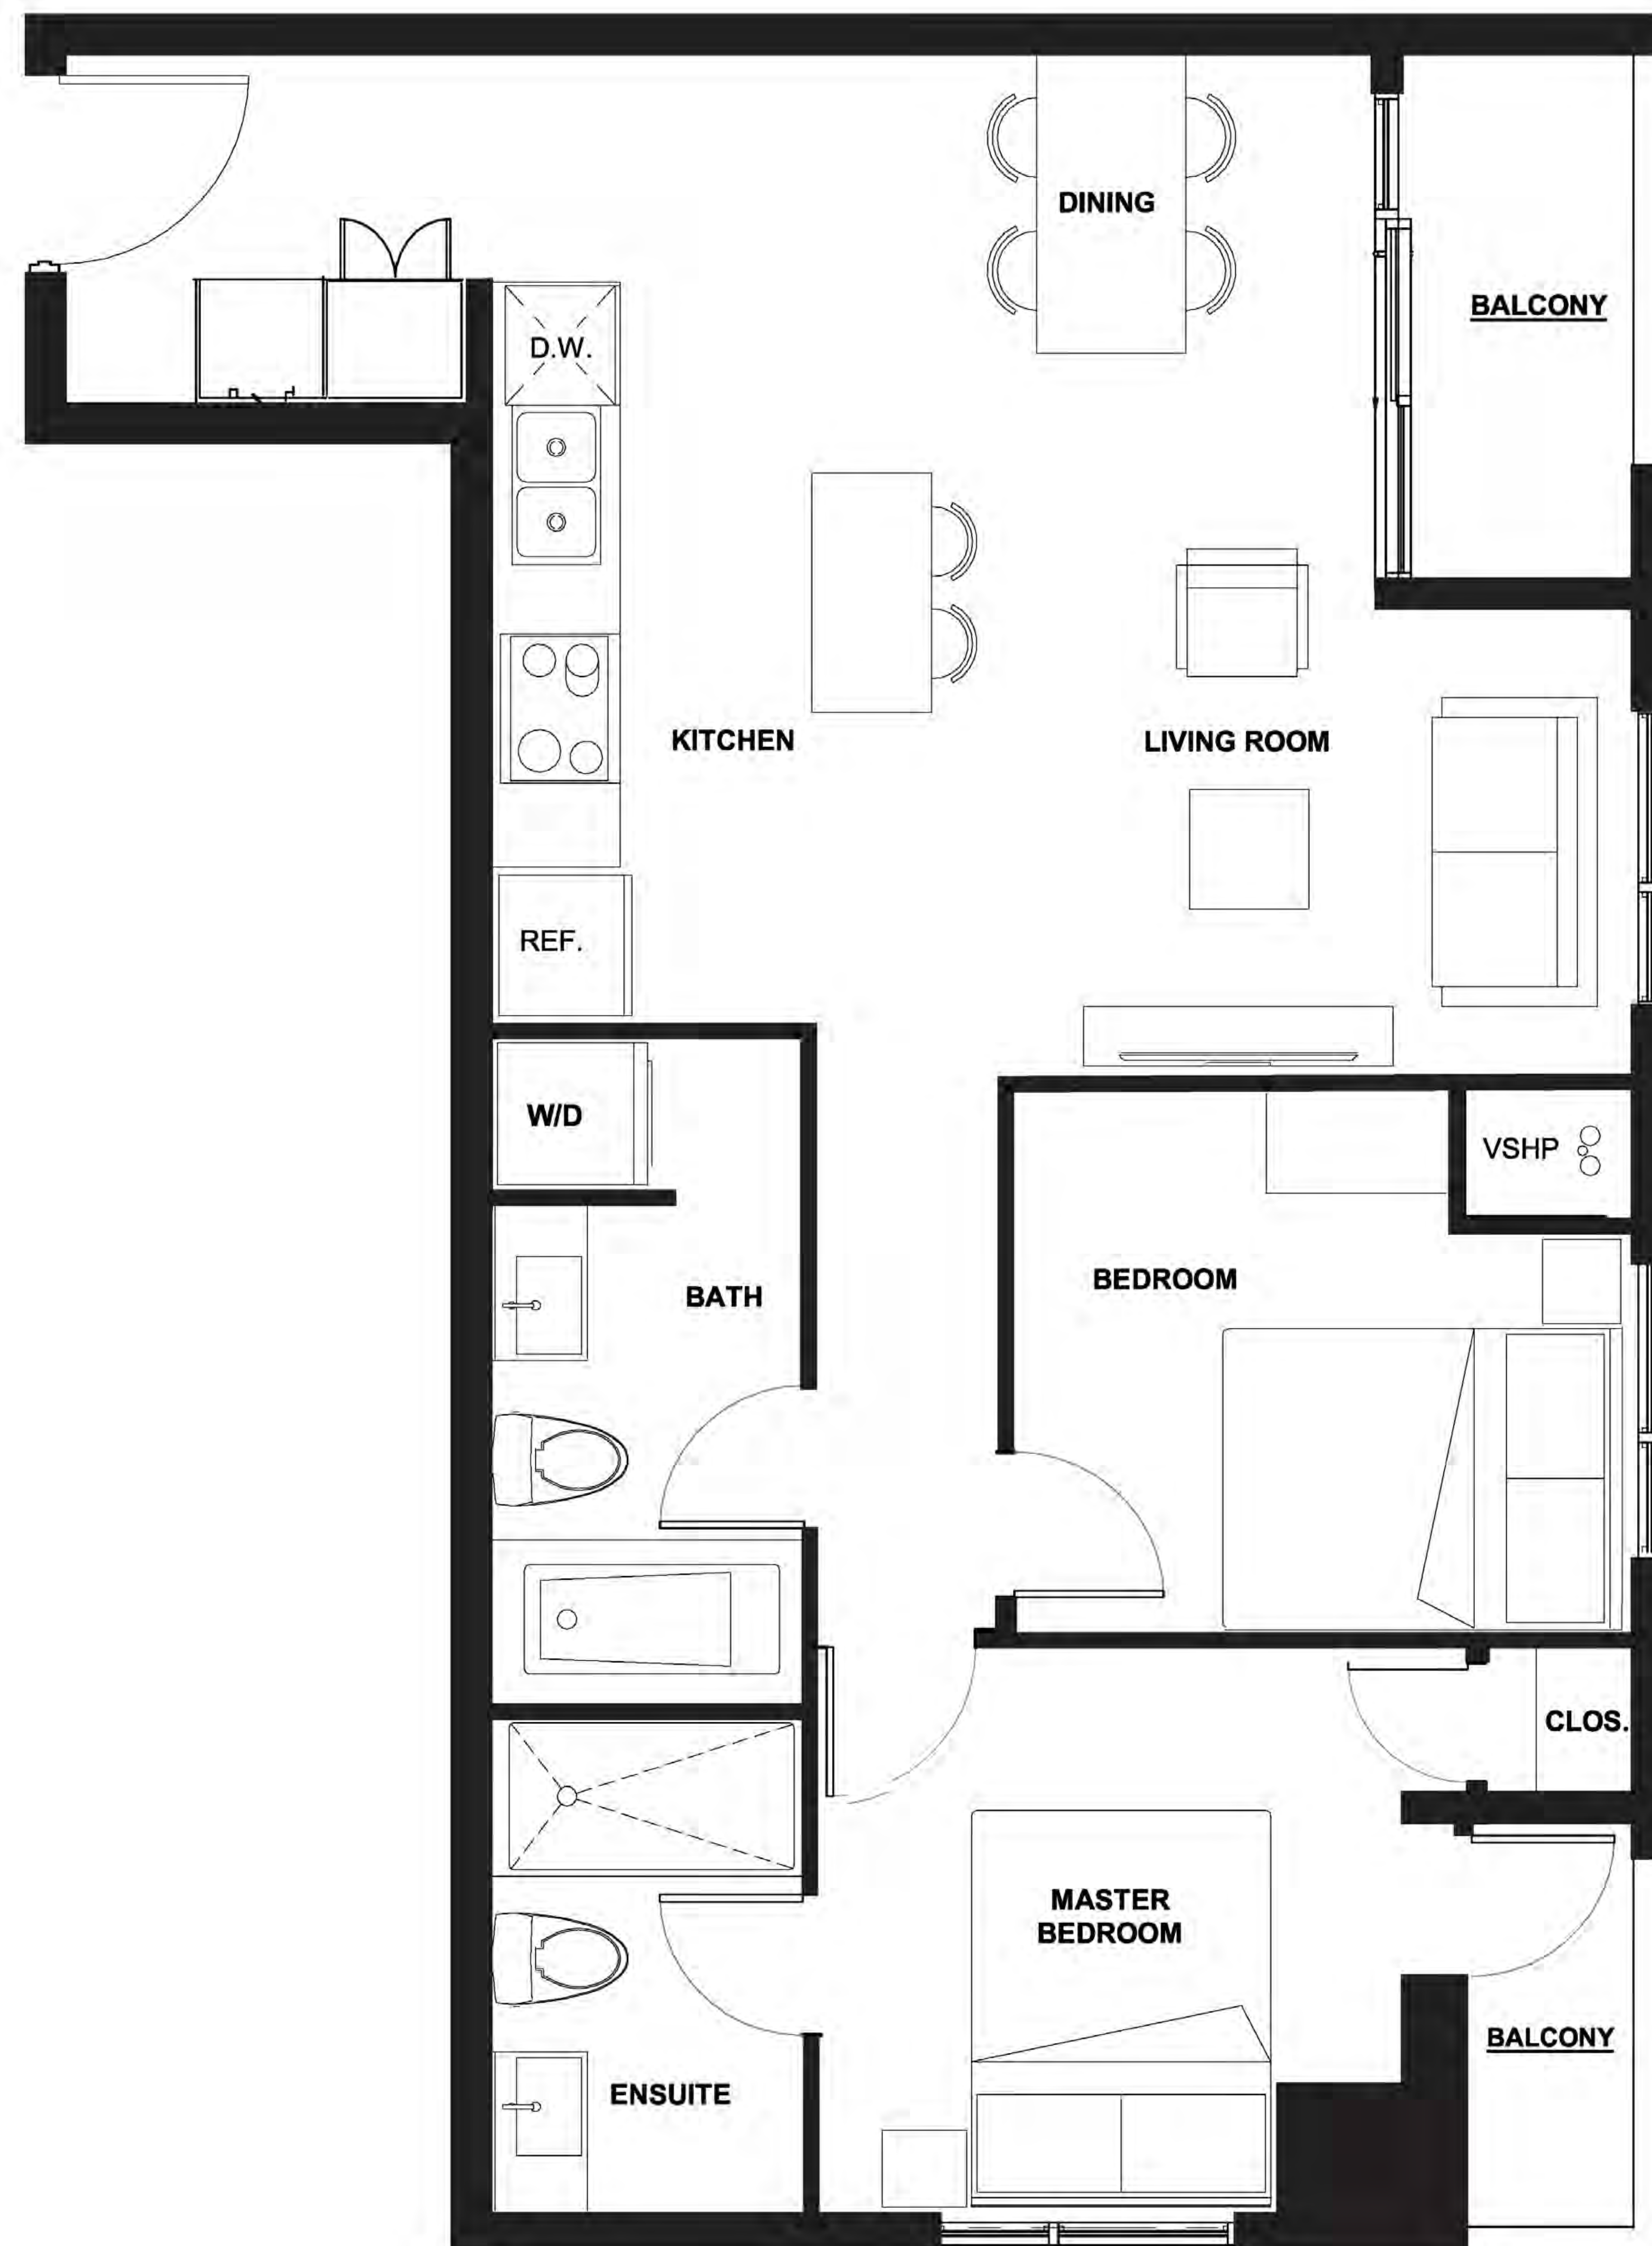 DINING
BALCONY
D.W.
KITCHEN
LIVING ROOM
REF.
W/D
VSHP
BEDROOM
BATH
CLOS.
MASTER
BEDROOM
BALCONY
ENSUITE